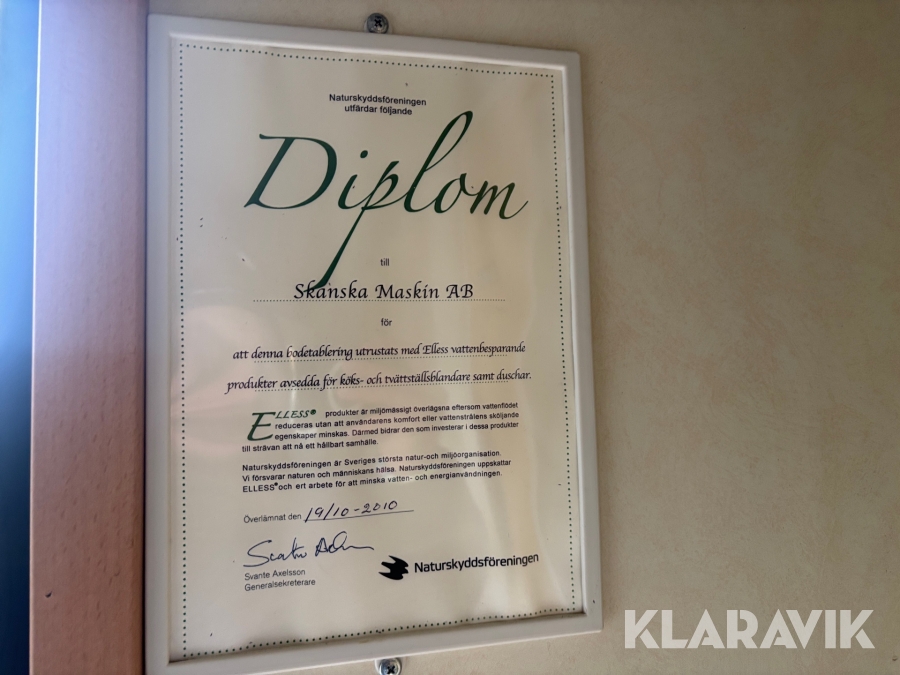 Naturskyddsföreningen
utfärdar följande
Diplom
till
Skanska Maskin AB
för
att denna bodetablering utrustats med Elless vattenbesparande
produkter avsedda för köks- och tvättställsblandare samt duschar.
ELLESS® produkter är miljömässigt överlägsna eftersom vattenflödet
reduceras utan att användarens komfort eller vattenstrålens sköljande
egenskaper minskas. Därmed bidrar den som investerar i dessa produkter
till strävan att nå ett hållbart samhälle.
Naturskyddsföreningen är Sveriges största natur-och miljöorganisation.
Vi försvarar naturen och människans hälsa. Naturskyddsföreningen uppskattar
ELLESS® och ert arbete för att minska vatten- och energianvändningen.
Överlämnat den 19/10-2010
Svante Axelsson
Generalsekreterare
Naturskyddsföreningen
KLARAVIK